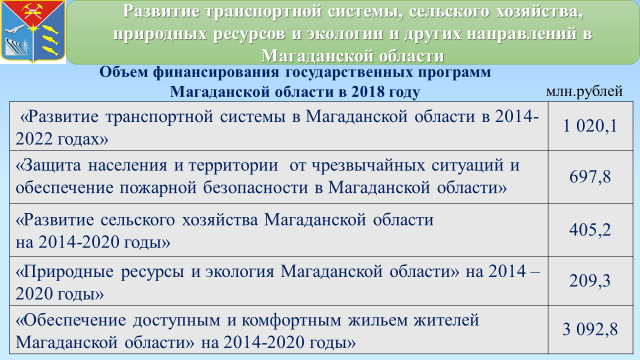 Развитие транспортной системы, сельского хозяйства,
природных ресурсов и экологии и других направлений в
Магаданской области
Объем финансирования государственных программ
Магаданской области в 2018 году
млн.рублей
«Развитие транспортной системы в Магаданской области в 2014-
2022 годах»
1 020,1
«Защита населения и территории от чрезвычайных ситуаций и
обеспечение пожарной безопасности в Магаданской области»
697,8
«Развитие сельского хозяйства Магаданской области
на 2014-2020 годы»
405,2
«Природные ресурсы и экология Магаданской области» на 2014 –
2020 годы»
209,3
«Обеспечение доступным и комфортным жильем жителей
Магаданской области» на 2014-2020 годы»
3 092,8